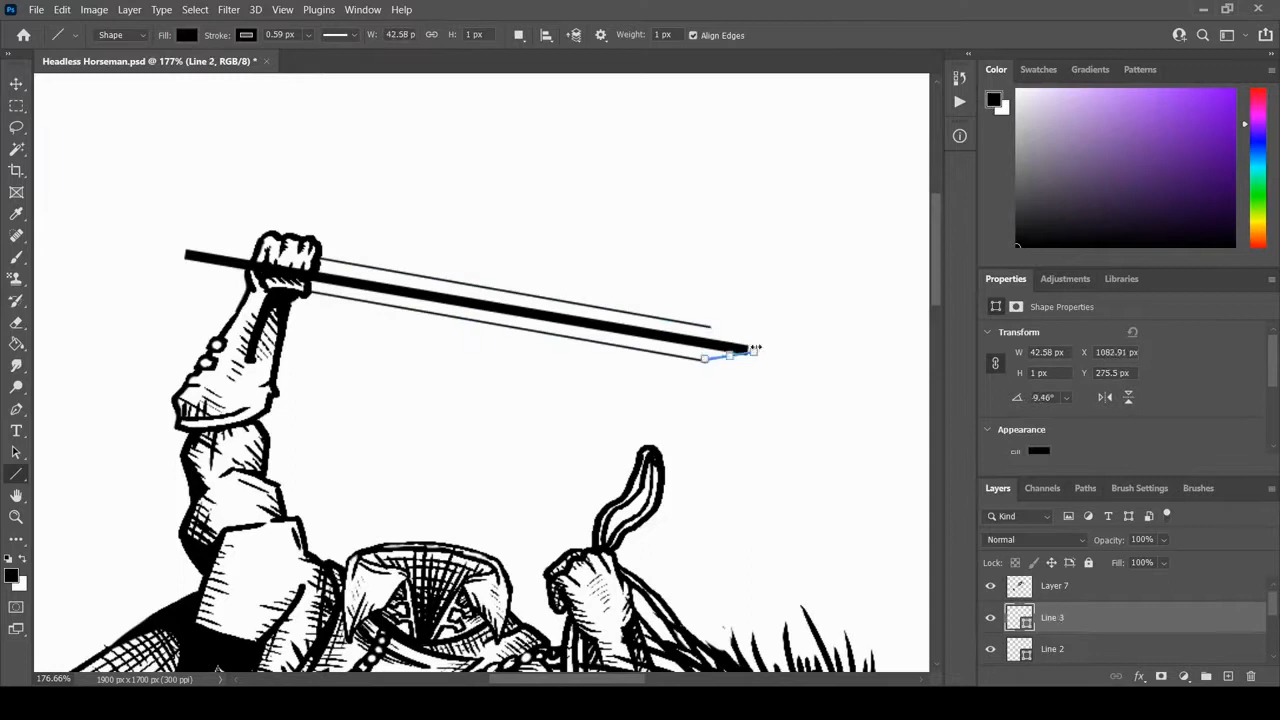 Ps File Edit Image Layer Type Select Filter 3D View Plugins Window Help
Shape Fill: Stroke: 0.59 px W: 42.58 p H: 1 px Weight: 1 px Align Edges
Headless Horseman.psd @ 177% (Line 2, RGB/8) *
Color Swatches Gradients Patterns
Properties Adjustments Libraries
Shape Properties
Transform
W 42.58 px X 1082.91 px
H 1 px Y 275.5 px
-9.46°
Appearance
Fill
Layers Channels Paths Brush Settings Brushes
Kind
Normal Opacity: 100%
Lock: Fill: 100%
Layer 7
Line 3
Line 2
176.66% 1900 px x 1700 px (300 ppi)